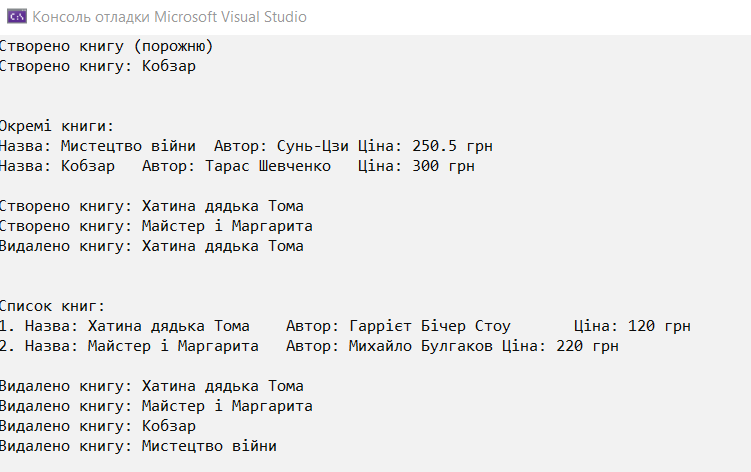 Консоль отладки Microsoft Visual Studio
Створено книгу (порожню)
Створено книгу: Кобзар
Окремі книги:
Назва: Мистецтво війни Автор: Сунь-Цзи Ціна: 250.5 грн
Назва: Кобзар Автор: Тарас Шевченко Ціна: 300 грн
Створено книгу: Хатина дядька Тома
Створено книгу: Майстер і Маргарита
Видалено книгу: Хатина дядька Тома
Список книг:
1. Назва: Хатина дядька Тома Автор: Гаррієт Бічер Стоу Ціна: 120 грн
2. Назва: Майстер і Маргарита Автор: Михайло Булгаков Ціна: 220 грн
Видалено книгу: Хатина дядька Тома
Видалено книгу: Майстер і Маргарита
Видалено книгу: Кобзар
Видалено книгу: Мистецтво війни